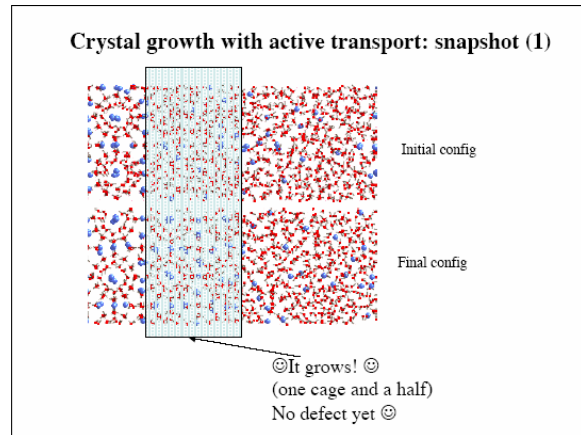 Crystal growth with active transport: snapshot (1)
Initial config
Final config
☺It grows! ☺
(one cage and a half)
No defect yet ☺